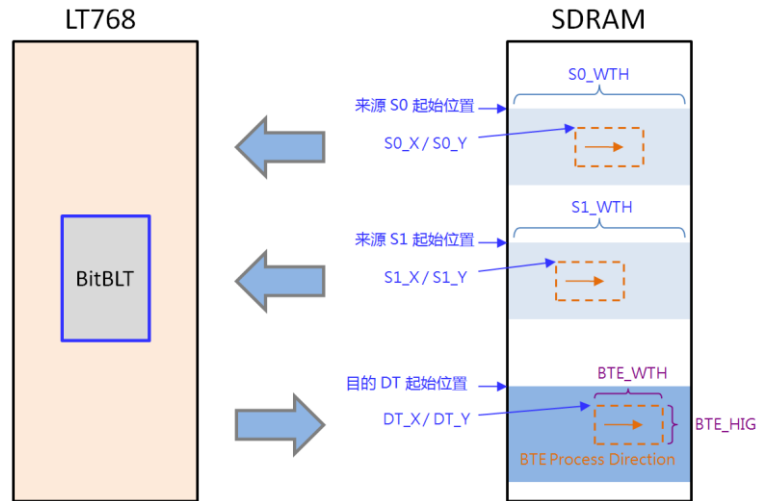 LT768
SDRAM
S0_WTH
来源 S0 起始位置
S0_X / S0_Y
S1_WTH
来源 S1 起始位置
S1_X / S1_Y
BitBLT
目的 DT 起始位置
BTE_WTH
DT_X / DT_Y
BTE_HIG
BTE Process Direction